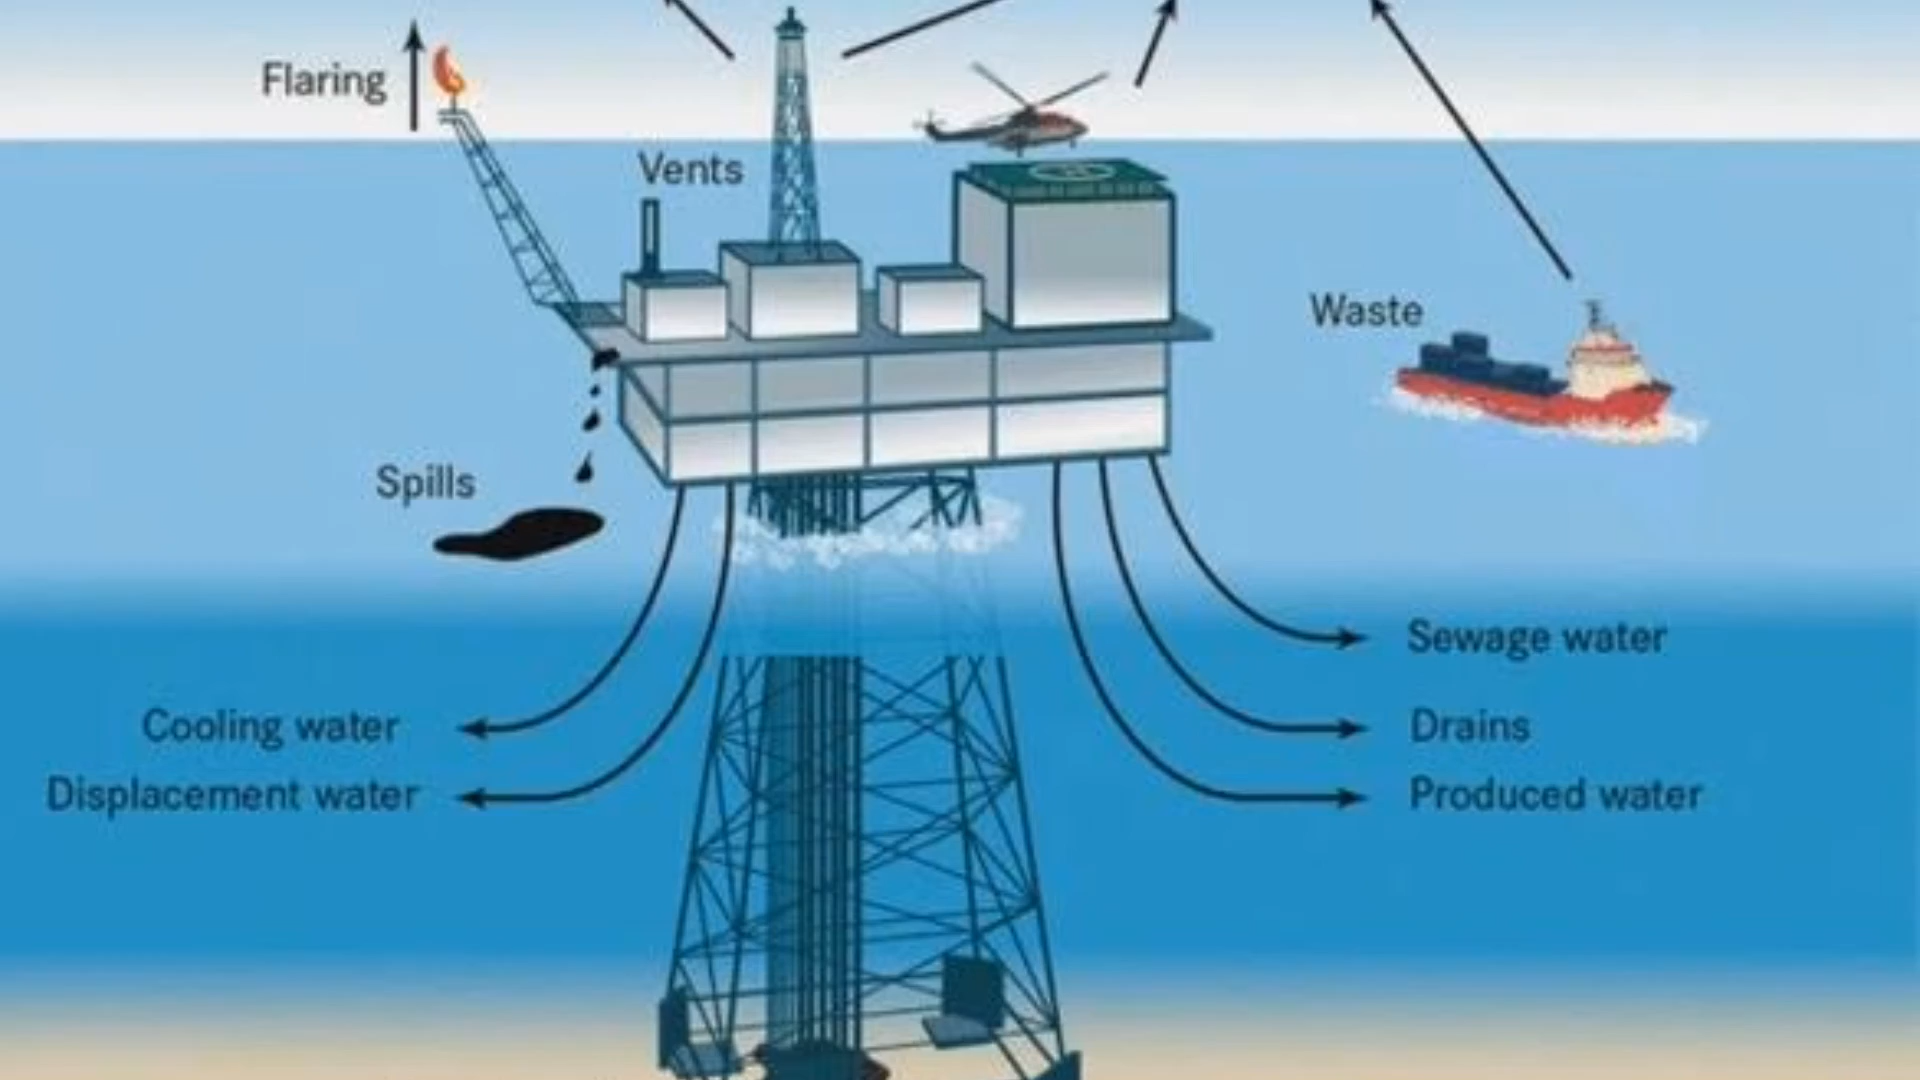 Flaring
Vents
Waste
Spills
Sewage water
Cooling water
Drains
Displacement water
Produced water